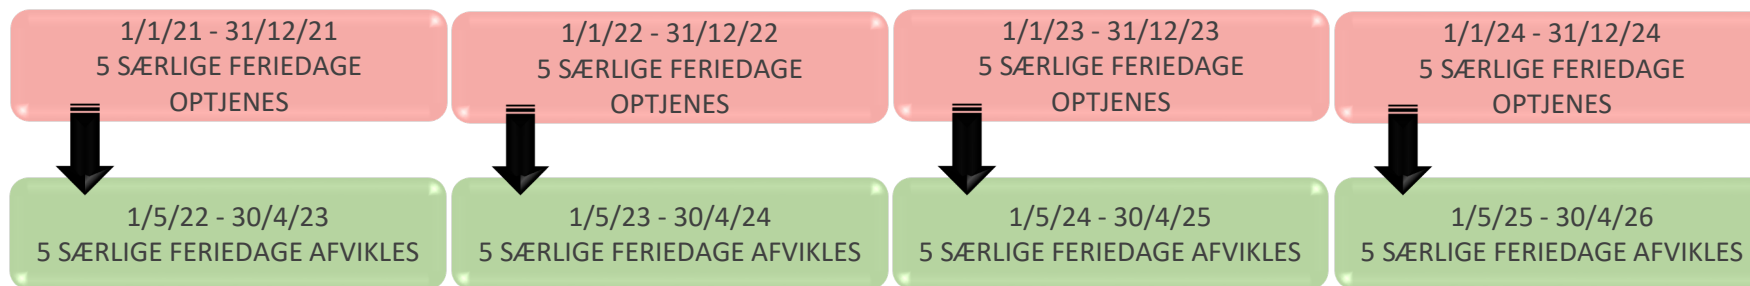 1/1/21 - 31/12/21
5 SÆRLIGE FERIEDAGE
OPTJENES
1/1/22 - 31/12/22
5 SÆRLIGE FERIEDAGE
OPTJENES
1/1/23 - 31/12/23
5 SÆRLIGE FERIEDAGE
OPTJENES
1/1/24 - 31/12/24
5 SÆRLIGE FERIEDAGE
OPTJENES
1/5/22 - 30/4/23
5 SÆRLIGE FERIEDAGE AFVIKLES
1/5/23 - 30/4/24
5 SÆRLIGE FERIEDAGE AFVIKLES
1/5/24 - 30/4/25
5 SÆRLIGE FERIEDAGE AFVIKLES
1/5/25 - 30/4/26
5 SÆRLIGE FERIEDAGE AFVIKLES